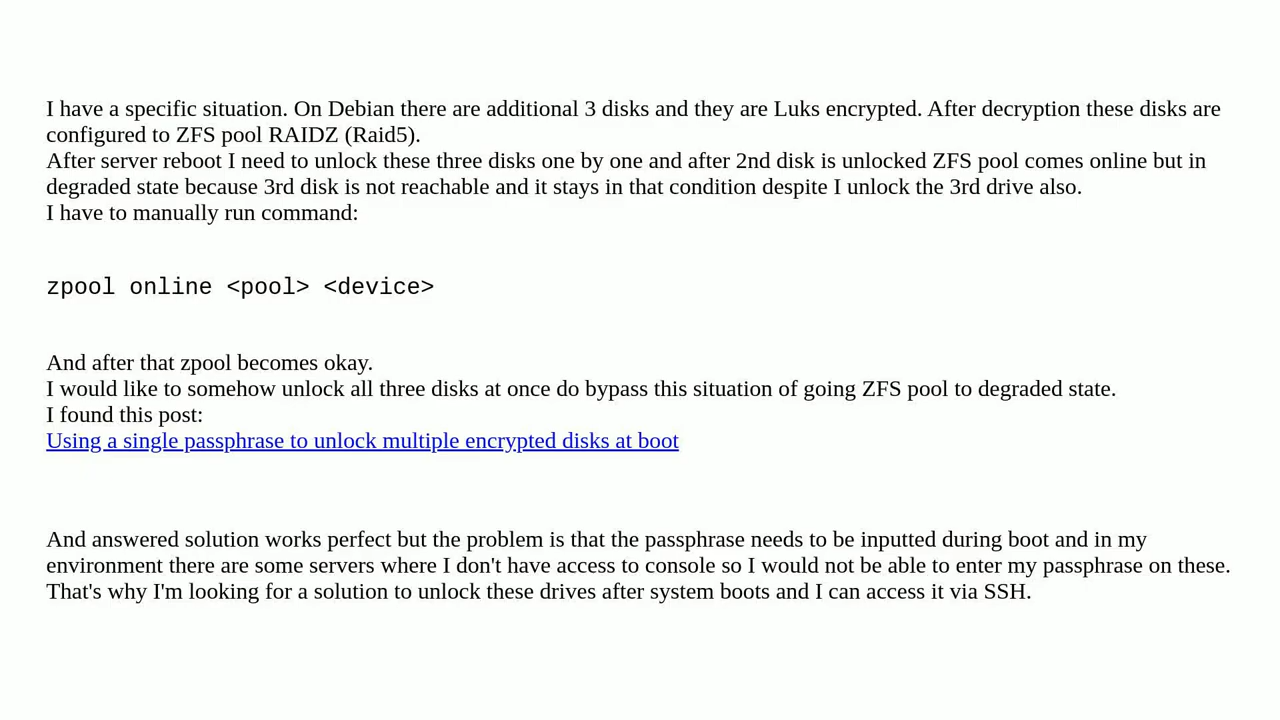 I have a specific situation. On Debian there are additional 3 disks and they are Luks encrypted. After decryption these disks are
configured to ZFS pool RAIDZ (Raid5).
After server reboot I need to unlock these three disks one by one and after 2nd disk is unlocked ZFS pool comes online but in
degraded state because 3rd disk is not reachable and it stays in that condition despite I unlock the 3rd drive also.
I have to manually run command:
zpool online <pool> <device>
And after that zpool becomes okay.
I would like to somehow unlock all three disks at once do bypass this situation of going ZFS pool to degraded state.
I found this post:
Using a single passphrase to unlock multiple encrypted disks at boot
And answered solution works perfect but the problem is that the passphrase needs to be inputted during boot and in my
environment there are some servers where I don't have access to console so I would not be able to enter my passphrase on these.
That's why I'm looking for a solution to unlock these drives after system boots and I can access it via SSH.